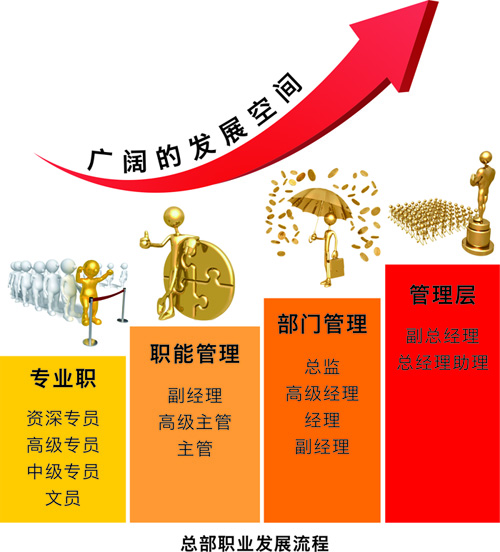 广阔的发展空间
专业职
资深专员
高级专员
中级专员
文员
职能管理
副经理
高级主管
主管
部门管理
总监
高级经理
经理
副经理
管理层
副总经理
总经理助理
总部职业发展流程